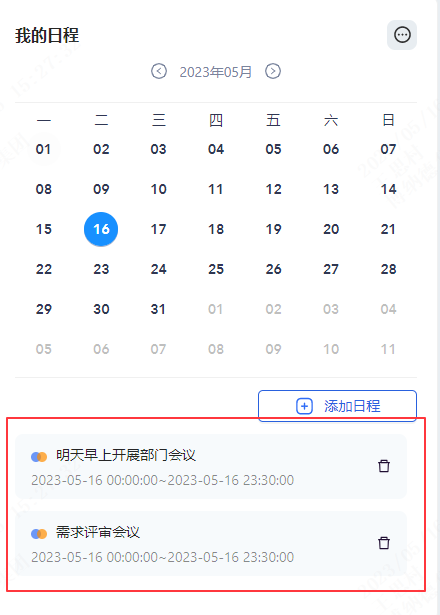 我的日程
2023年05月
一 二 三 四 五 六 日
01 02 03 04 05 06 07
08 09 10 11 12 13 14
15 16 17 18 19 20 21
22 23 24 25 26 27 28
29 30 31 01 02 03 04
05 06 07 08 09 10 11
添加日程
明天早上开展部门会议
2023-05-16 00:00:00~2023-05-16 23:30:00
需求评审会议
2023-05-16 00:00:00~2023-05-16 23:30:00